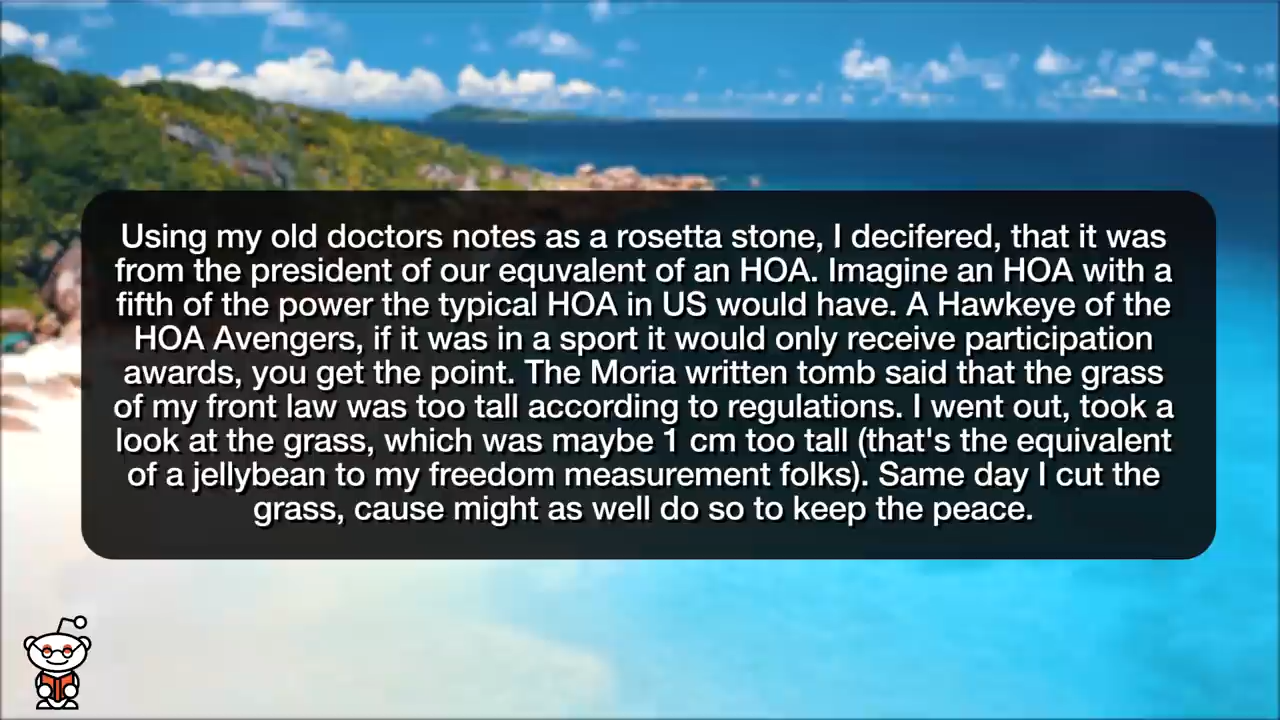 Using my old doctors notes as a rosetta stone, I decifered, that it was
from the president of our equvalent of an HOA. Imagine an HOA with a
fifth of the power the typical HOA in US would have. A Hawkeye of the
HOA Avengers, if it was in a sport it would only receive participation
awards, you get the point. The Moria written tomb said that the grass
of my front law was too tall according to regulations. I went out, took a
look at the grass, which was maybe 1 cm too tall (that's the equivalent
of a jellybean to my freedom measurement folks). Same day I cut the
grass, cause might as well do so to keep the peace.